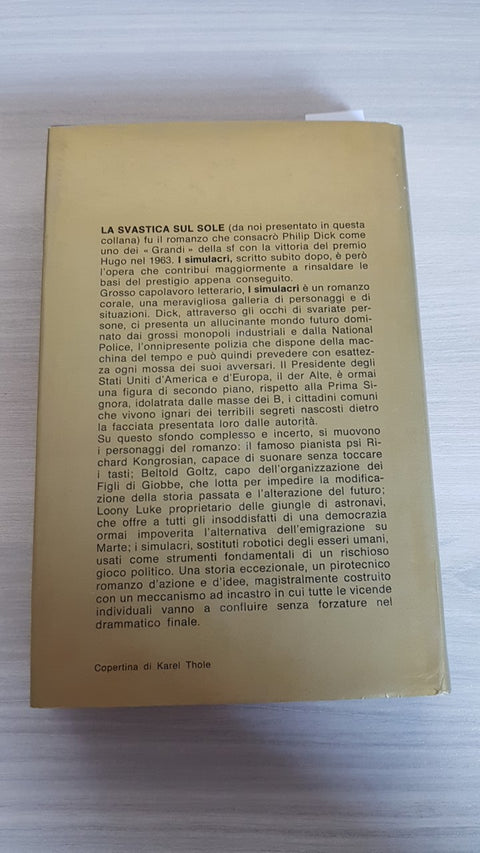 LA SVASTICA SUL SOLE (da noi presentato in questa
collana) fu il romanzo che consacrò Philip Dick come
uno dei « Grandi » della sf con la vittoria del premio
Hugo nel 1963. I simulacri, scritto subito dopo, è però
l'opera che contribuì maggiormente a rinsaldare le
basi del prestigio appena conseguito.
Grosso capolavoro letterario, I simulacri è un romanzo
corale, una meravigliosa galleria di personaggi e di
situazioni. Dick, attraverso gli occhi di svariate per-
sone, ci presenta un allucinante mondo futuro domi-
nato dai grossi monopoli industriali e dalla National
Police, l'onnipresente polizia che dispone della mac-
china del tempo e può quindi prevedere con esattez-
za ogni mossa dei suoi avversari. Il Presidente degli
Stati Uniti d'America e d'Europa, il der Alte, è ormai
una figura di secondo piano, rispetto alla Prima Si-
gnora, idolatrata dalle masse dei B, i cittadini comuni
che vivono ignari dei terribili segreti nascosti dietro
la facciata presentata loro dalle autorità.
Su questo sfondo complesso e incerto, si muovono
i personaggi del romanzo: il famoso pianista psi Ri-
chard Kongrosian, capace di suonare senza toccare
i tasti; Beltold Goltz, capo dell'organizzazione dei
Figli di Giobbe, che lotta per impedire la modifica-
zione della storia passata e l'alterazione del futuro;
Loony Luke proprietario delle giungle di astronavi,
che offre a tutti gli insoddisfatti di una democrazia
ormai impoverita l'alternativa dell'emigrazione su
Marte; i simulacri, sostituti robotici degli esseri umani,
usati come strumenti fondamentali di un rischioso
gioco politico. Una storia eccezionale, un pirotecnico
romanzo d'azione e d'idee, magistralmente costruito
con un meccanismo ad incastro in cui tutte le vicende
individuali vanno a confluire senza forzature nel
drammatico finale.
Copertina di Karel Thole